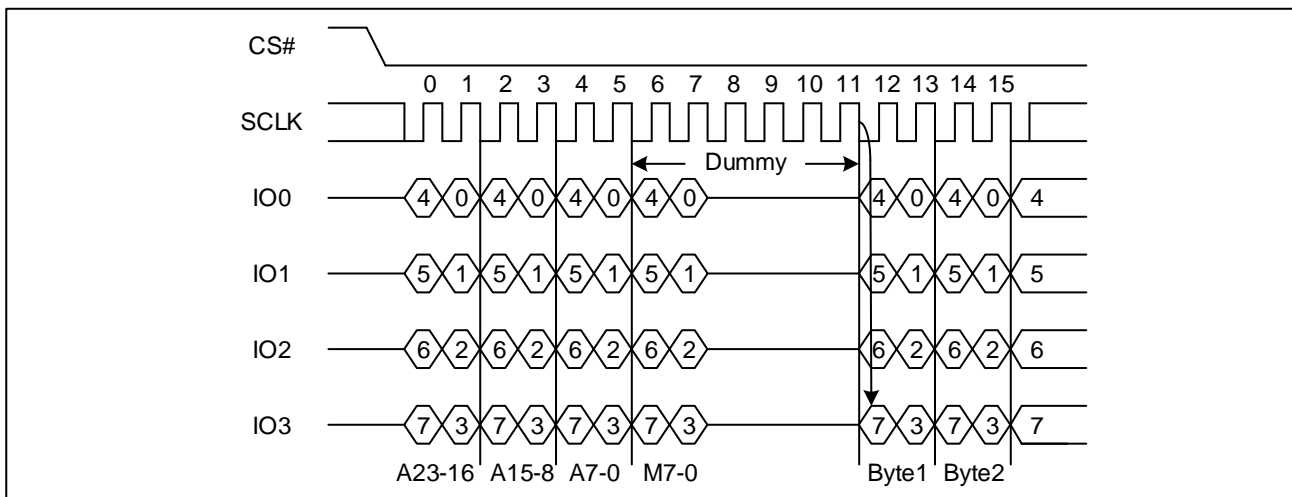 CS#
0 1 2 3 4 5 6 7 8 9 10 11 12 13 14 15
SCLK
Dummy
IO0 4 0 4 0 4 0 4 0 4 0 4 0 4
IO1 5 1 5 1 5 1 5 1 5 1 5 1 5
IO2 6 2 6 2 6 2 6 2 6 2 6 2 6
IO3 7 3 7 3 7 3 7 3 7 3 7 3 7
A23-16 A15-8 A7-0 M7-0 Byte1 Byte2